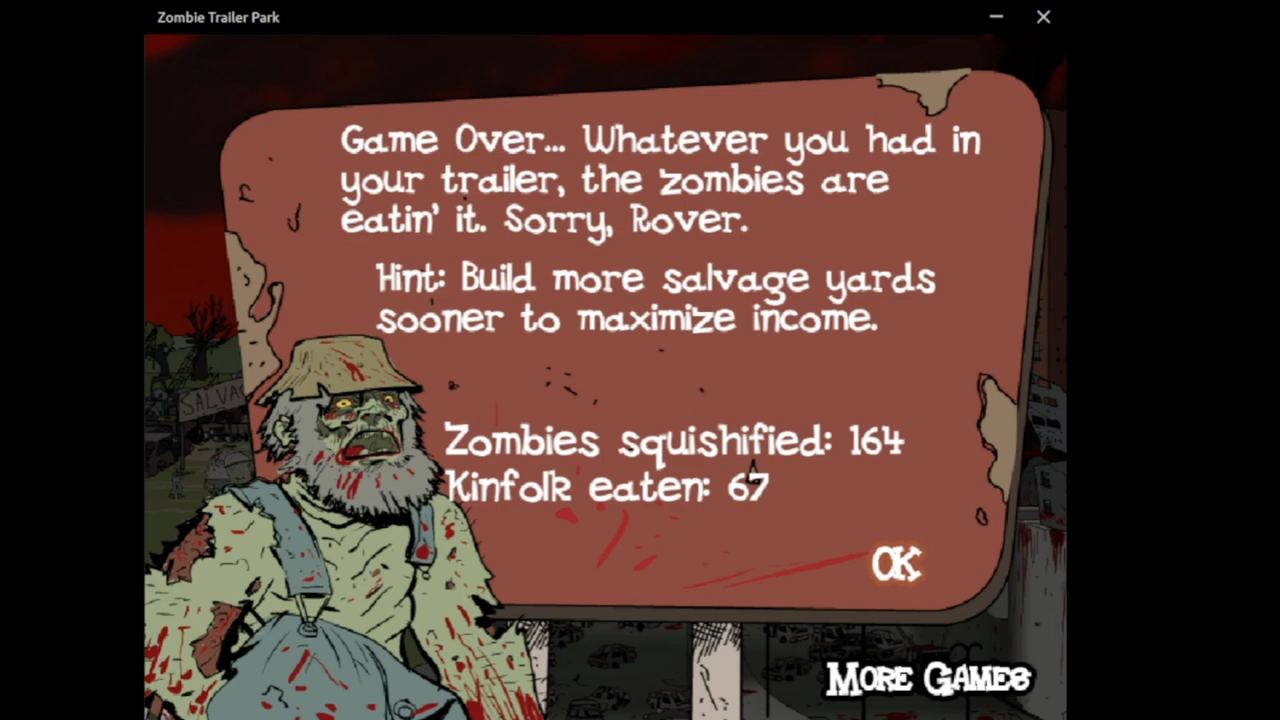 Zombie Trailer Park
Game Over... Whatever you had in
your trailer, the zombies are
eatin' it. Sorry, Rover.
Hint: Build more salvage yards
sooner to maximize income.
SALVA
Zombies squishified: 164
Kinfolk eaten: 67
OK
More Games